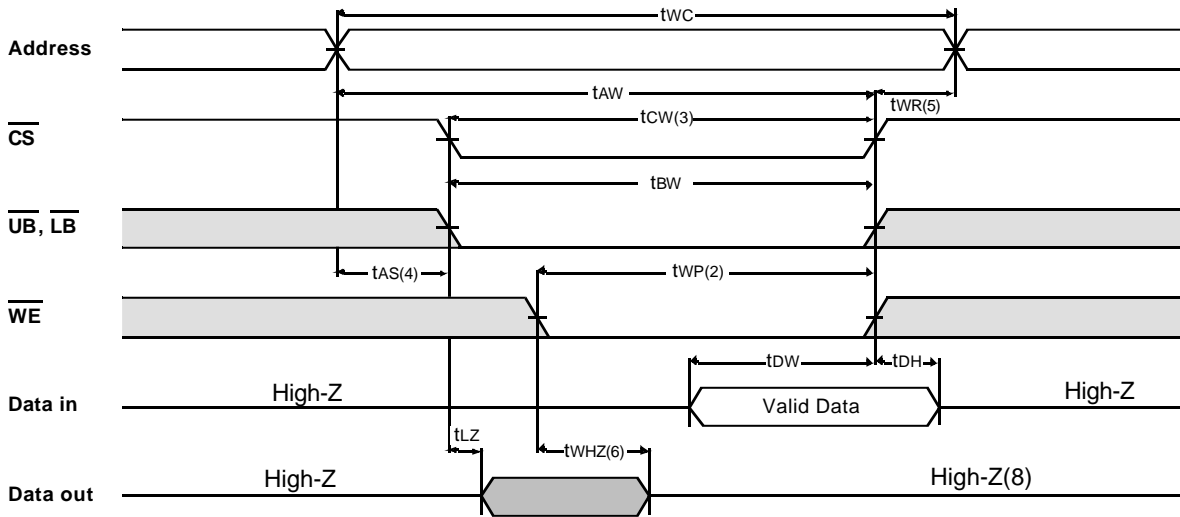 tWC
Address
tAW
tWR(5)
tCW(3)
CS
tBW
UB, LB
tAS(4)
tWP(2)
WE
tDW
tDH
High-Z
High-Z
Data in
Valid Data
tLZ
tWHZ(6)
High-Z
High-Z(8)
Data out